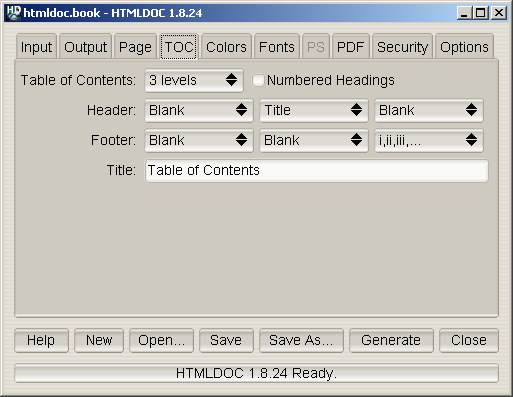 HD htmldoc.book - HTMLDOC 1.8.24
Input Output Page TOC Colors Fonts PS PDF Security Options
Table of Contents: 3 levels Numbered Headings
Header: Blank Title Blank
Footer: Blank Blank i,ii,iii,...
Title: Table of Contents
Help New Open... Save Save As... Generate Close
HTMLDOC 1.8.24 Ready.